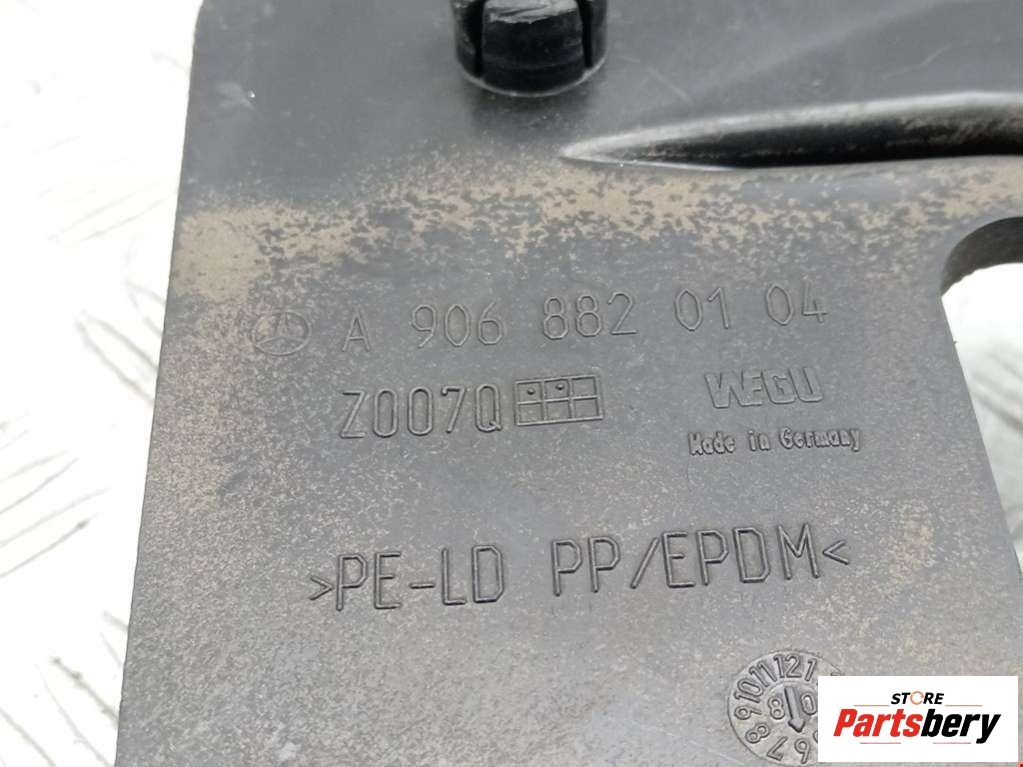 A 906 882 01 04
Z007Q WEGU
Made in Germany
>PE-LD PP/EPDM<
STORE
Partsbery